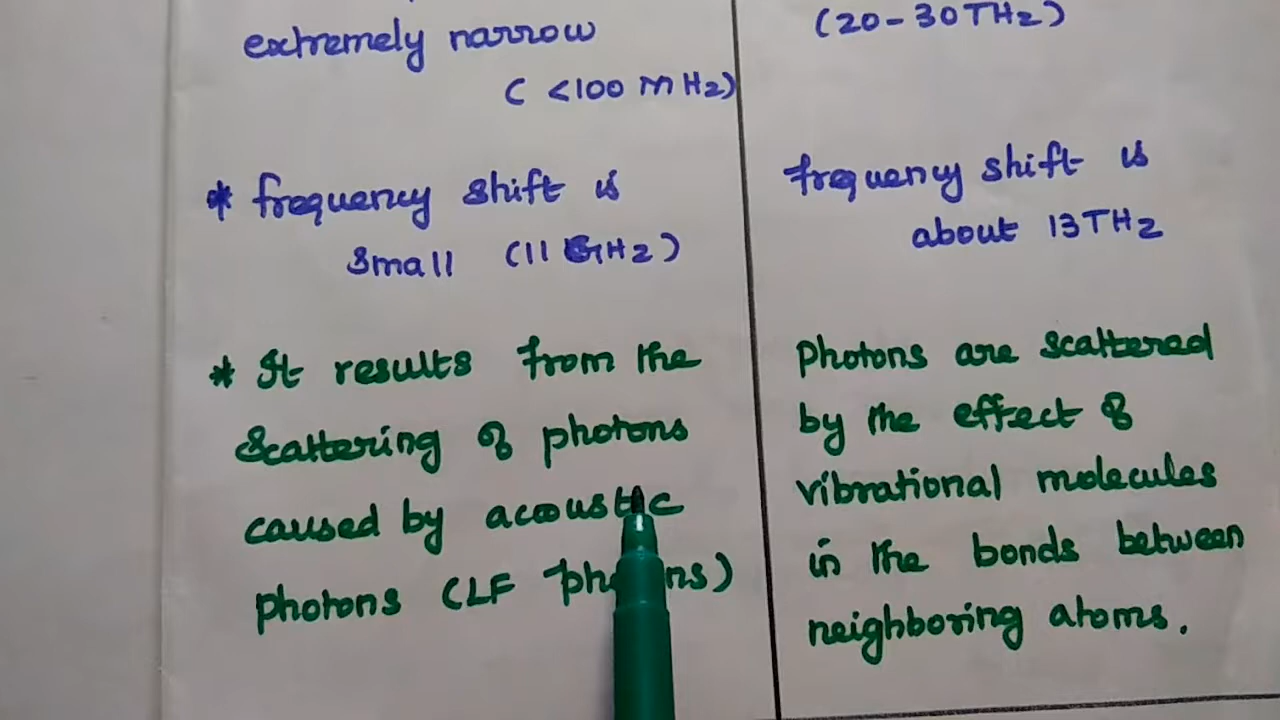 extremely narrow
( <100 MHz)
* frequency shift is
small (11 GHz)
* It results from the
scattering of photons
caused by acoustic
photons (LF photons)
(20-30THz)
frequency shift is
about 13THz
Photons are scattered
by the effect of
vibrational molecules
in the bonds between
neighboring atoms.